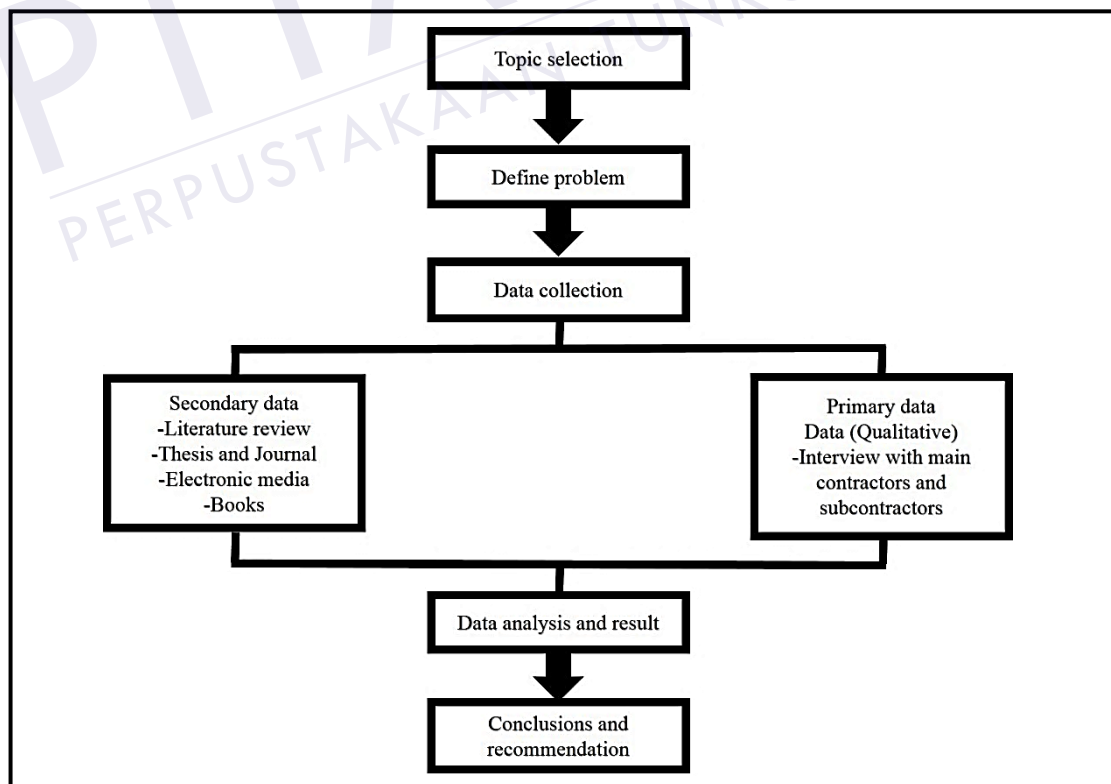 PERPUSTAKAAN TUNK
Topic selection
Define problem
Data collection
Secondary data
-Literature review
-Thesis and Journal
-Electronic media
-Books
Primary data
Data (Qualitative)
-Interview with main
contractors and
subcontractors
Data analysis and result
Conclusions and
recommendation